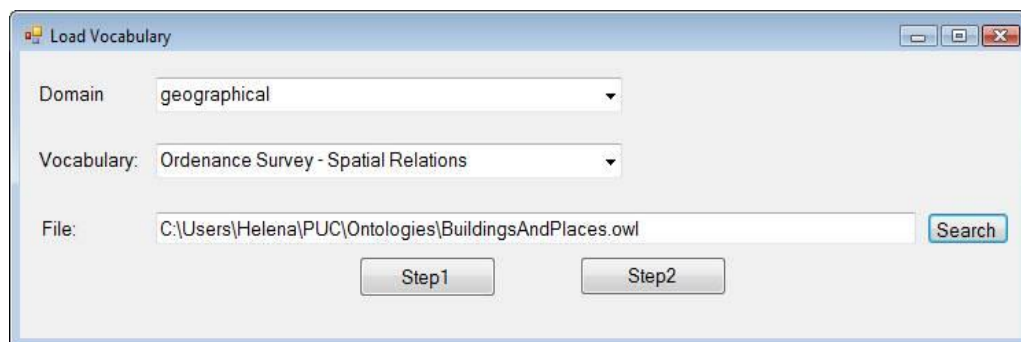 Load Vocabulary
Domain geographical
Vocabulary: Ordenance Survey - Spatial Relations
File: C:\Users\Helena\PUC\Ontologies\BuildingsAndPlaces.owl Search
Step1 Step2